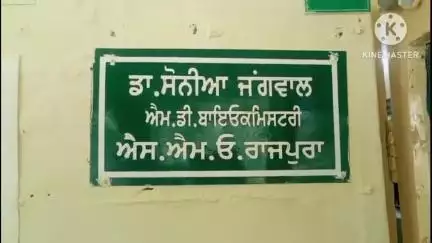 KINEMASTER
ਡਾ.ਸੋਨੀਆ ਜਂਗਵਾਲ
ਐਮ.ਡੀ.ਬਾਇਓਕਮਿਸਟਰੀ
ਐਸ.ਐਮ.ਓ.ਰਾਜਪੁਰਾ